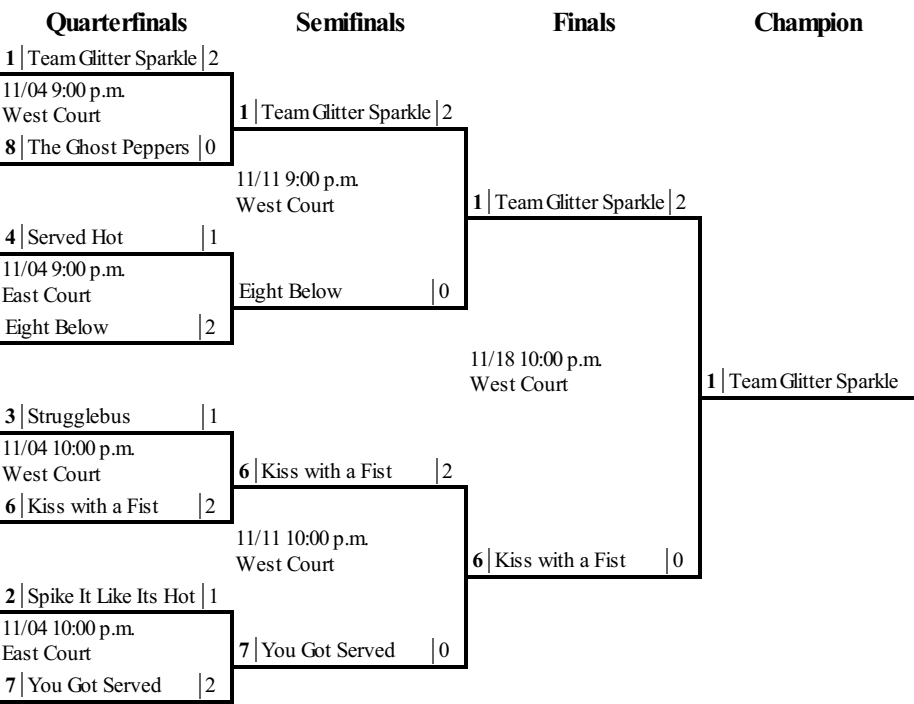 Quarterfinals Semifinals Finals Champion
1 Team Glitter Sparkle 2
11/04 9:00 p.m.
West Court
8 The Ghost Peppers 0
4 Served Hot 1
11/04 9:00 p.m.
East Court
Eight Below 2
3 Strugglebus 1
11/04 10:00 p.m.
West Court
6 Kiss with a Fist 2
2 Spike It Like Its Hot 1
11/04 10:00 p.m.
East Court
7 You Got Served 2
1 Team Glitter Sparkle 2
11/11 9:00 p.m.
West Court
Eight Below 0
6 Kiss with a Fist 2
11/11 10:00 p.m.
West Court
7 You Got Served 0
1 Team Glitter Sparkle 2
11/18 10:00 p.m.
West Court
6 Kiss with a Fist 0
1 Team Glitter Sparkle